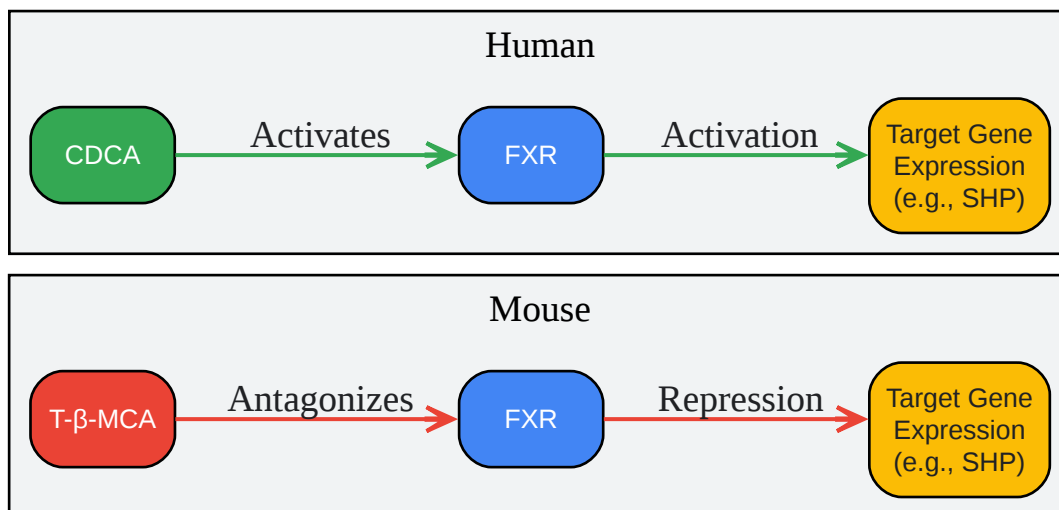 Human
CDCA
Activates
FXR
Activation
Target Gene
Expression
(e.g., SHP)
Mouse
T-β-MCA
Antagonizes
FXR
Repression
Target Gene
Expression
(e.g., SHP)